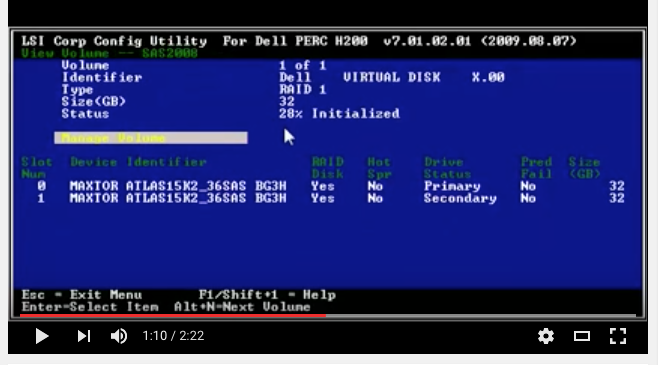 LSI Corp Config Utility For Dell PERC H200 v7.01.02.01 (2009.08.07)
View Volume -- SAS2008
Volume 1 of 1
Identifier Dell VIRTUAL DISK X.00
Type RAID 1
Size(GB) 32
Status 28% Initialized
Manage Volume
Slot Device Identifier RAID Hot Drive Pred Size
Num Disk Spr Status Fail (GB)
0 MAXTOR ATLAS15K2_36SAS BG3H Yes No Primary No 32
1 MAXTOR ATLAS15K2_36SAS BG3H Yes No Secondary No 32
Esc = Exit Menu F1/Shift+1 = Help
Enter=Select Item Alt+N=Next Volume
1:10 / 2:22